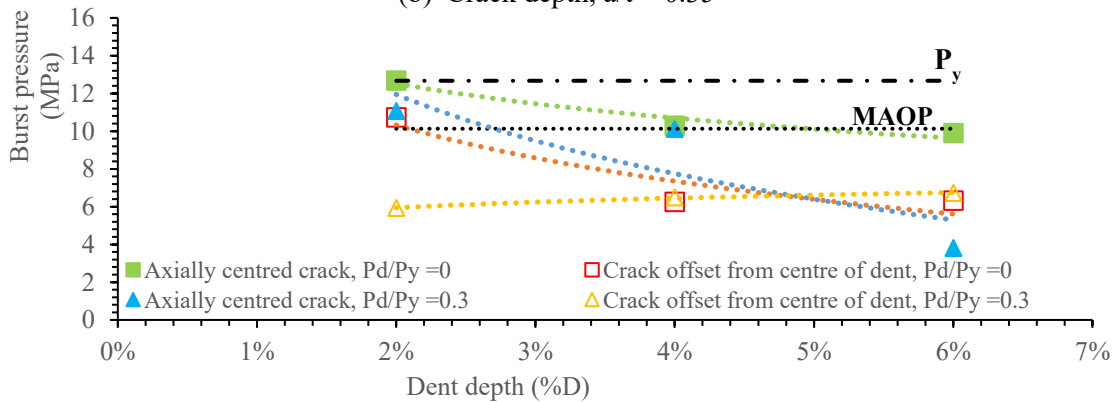 Burst pressure
(MPa)
16
14
12
10
8
6
4
2
0
P_y
MAOP
Axially centred crack, Pd/Py =0
Crack offset from centre of dent, Pd/Py =0
Axially centred crack, Pd/Py =0.3
Crack offset from centre of dent, Pd/Py =0.3
0% 1% 2% 3% 4% 5% 6% 7%
Dent depth (%D)